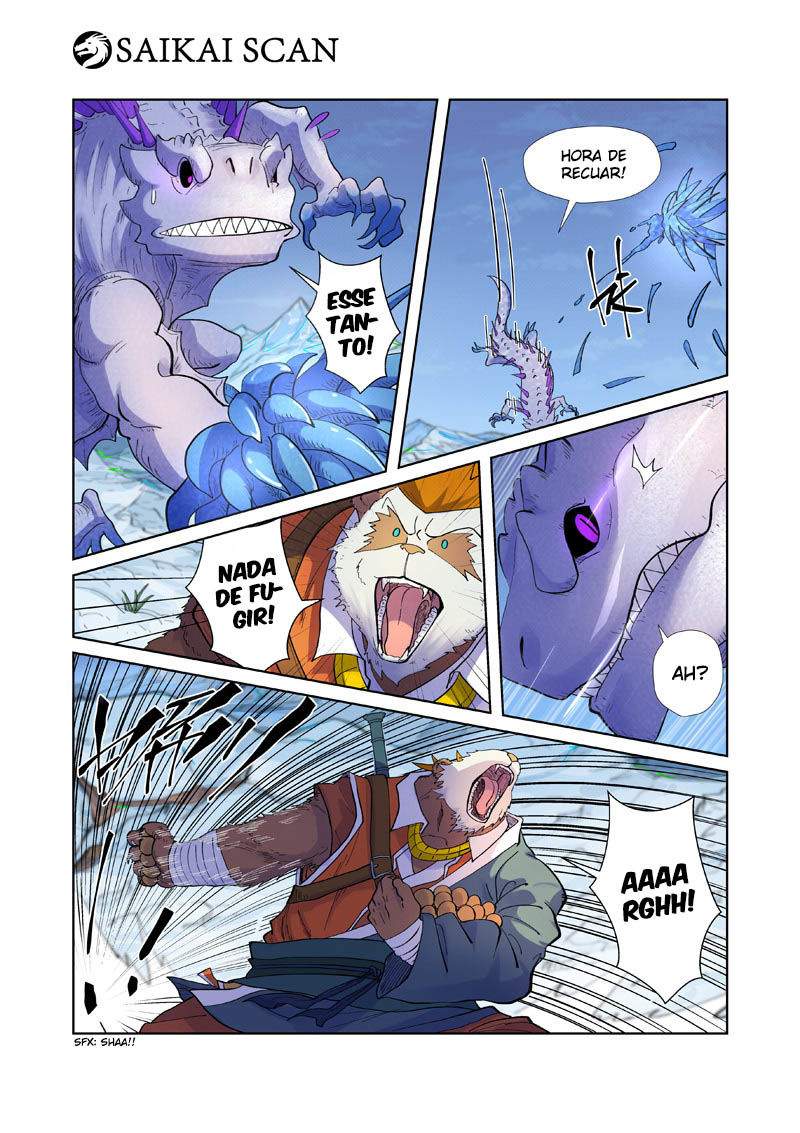 SAIKAI SCAN
ESSE
TAN-
TO!
HORA DE
RECUAR!
NADA
DE FU-
GIR!
AH?
AAAA
RGHH!
SFX: SHAA!!